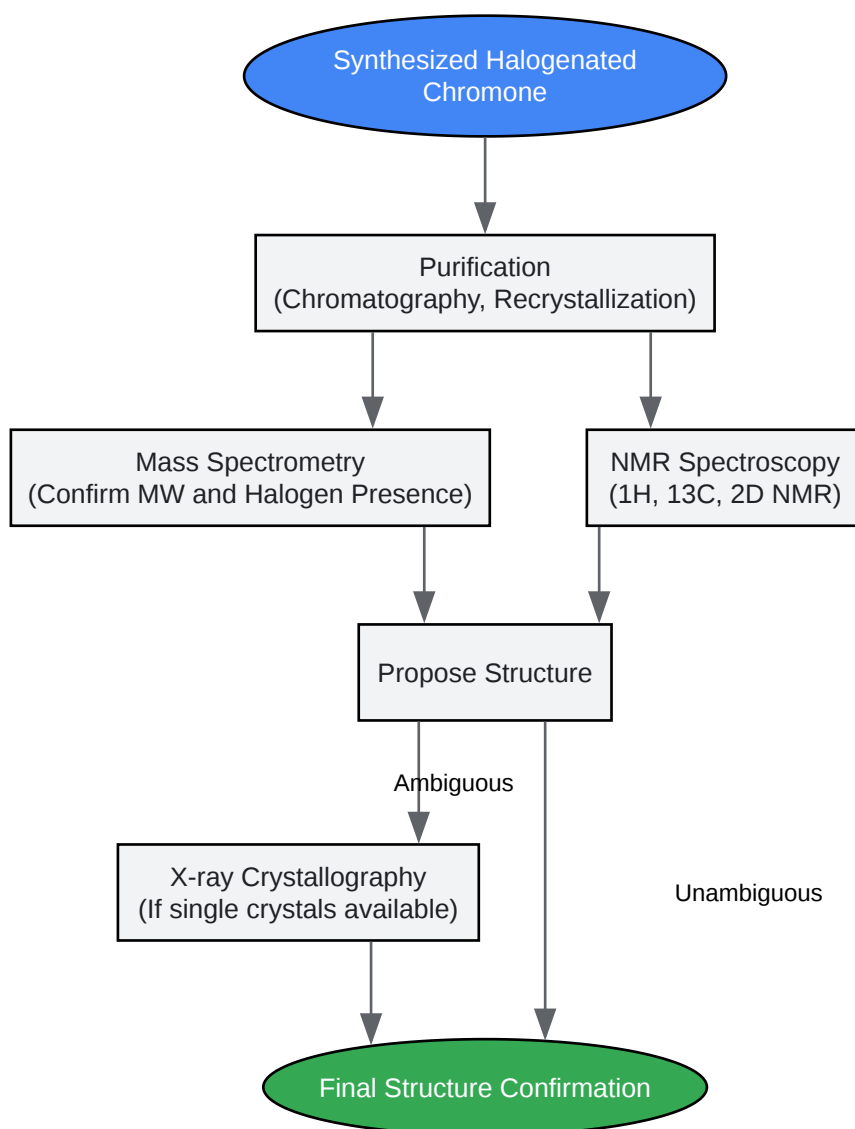 Synthesized Halogenated
Chromone
Purification
(Chromatography, Recrystallization)
Mass Spectrometry
(Confirm MW and Halogen Presence)
NMR Spectroscopy
(1H, 13C, 2D NMR)
Propose Structure
Ambiguous
X-ray Crystallography
(If single crystals available)
Unambiguous
Final Structure Confirmation